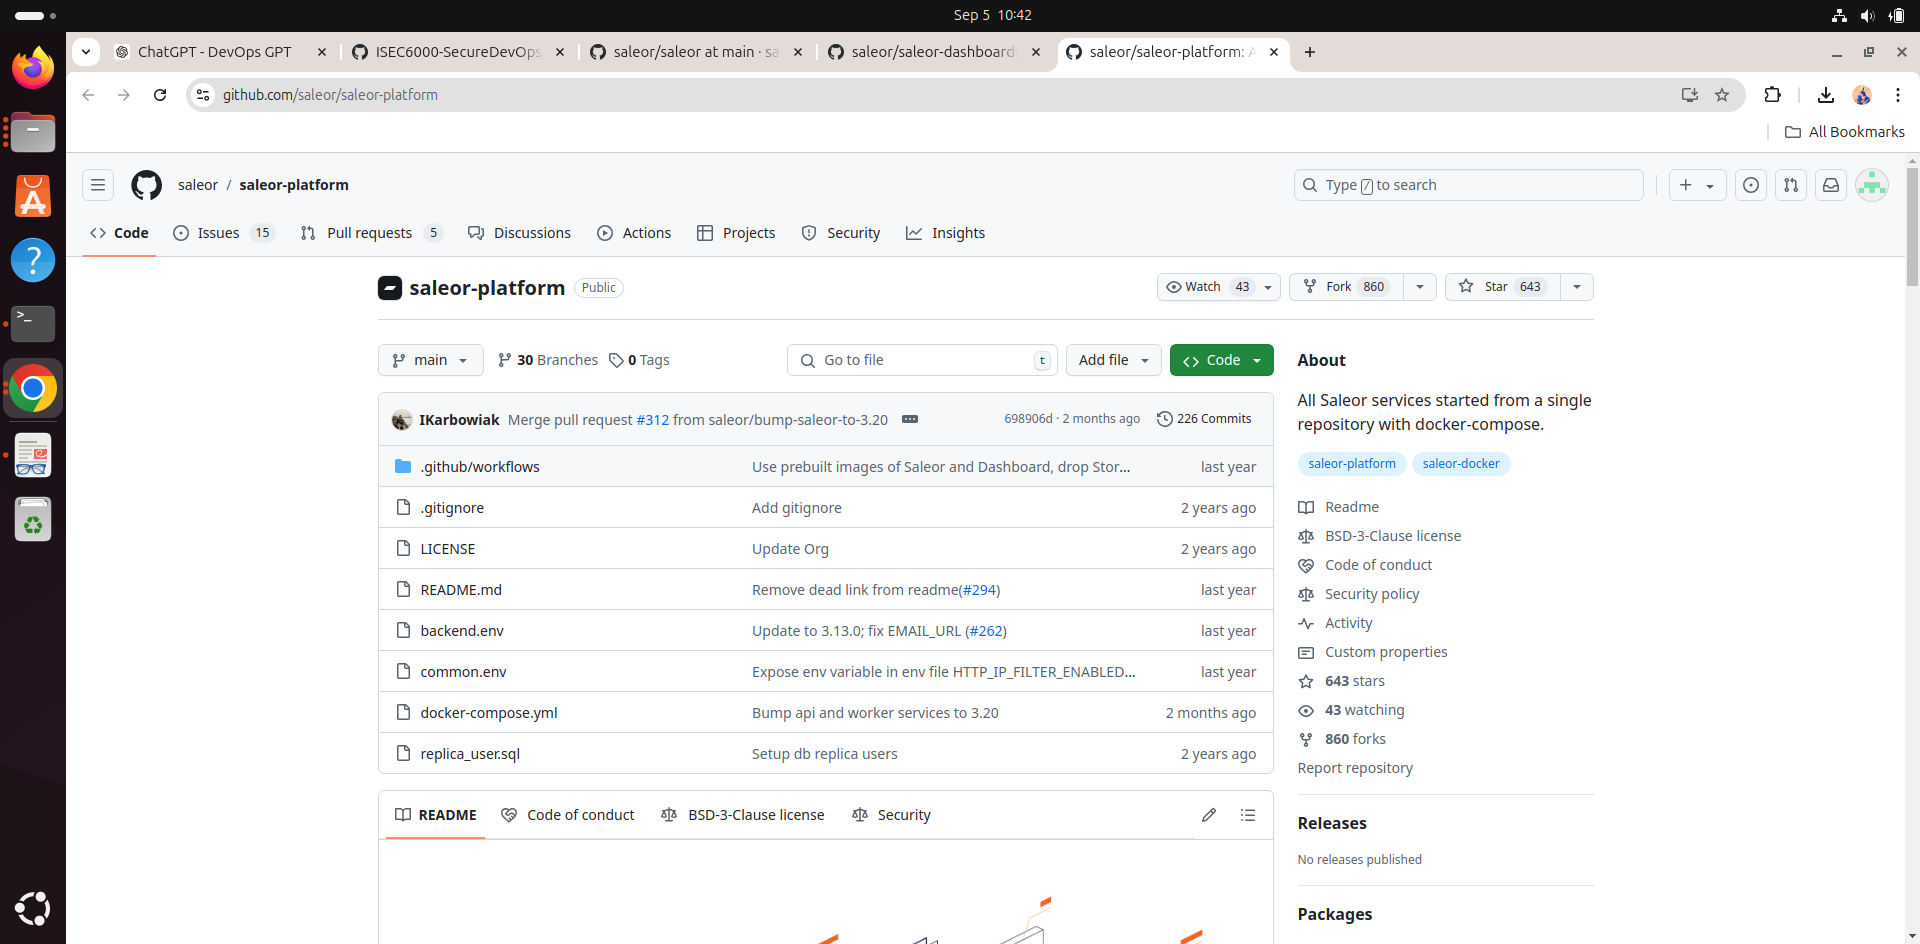 Sep 5 10:42
ChatGPT - DevOps GPT
ISEC6000-SecureDevOps
saleor/saleor at main · sa
saleor/saleor-dashboard:
saleor/saleor-platform: A
github.com/saleor/saleor-platform
All Bookmarks
saleor / saleor-platform
Type / to search
Code
Issues 15
Pull requests 5
Discussions
Actions
Projects
Security
Insights
saleor-platform Public
Watch 43
Fork 860
Star 643
main
30 Branches
0 Tags
Go to file t
Add file
Code
IKarbowiak Merge pull request #312 from saleor/bump-saleor-to-3.20
698906d · 2 months ago
226 Commits
.github/workflows Use prebuilt images of Saleor and Dashboard, drop Stor... last year
.gitignore Add gitignore 2 years ago
LICENSE Update Org 2 years ago
README.md Remove dead link from readme(#294) last year
backend.env Update to 3.13.0; fix EMAIL_URL (#262) last year
common.env Expose env variable in env file HTTP_IP_FILTER_ENABLED... last year
docker-compose.yml Bump api and worker services to 3.20 2 months ago
replica_user.sql Setup db replica users 2 years ago
README
Code of conduct
BSD-3-Clause license
Security
About
All Saleor services started from a single
repository with docker-compose.
saleor-platform saleor-docker
Readme
BSD-3-Clause license
Code of conduct
Security policy
Activity
Custom properties
643 stars
43 watching
860 forks
Report repository
Releases
No releases published
Packages